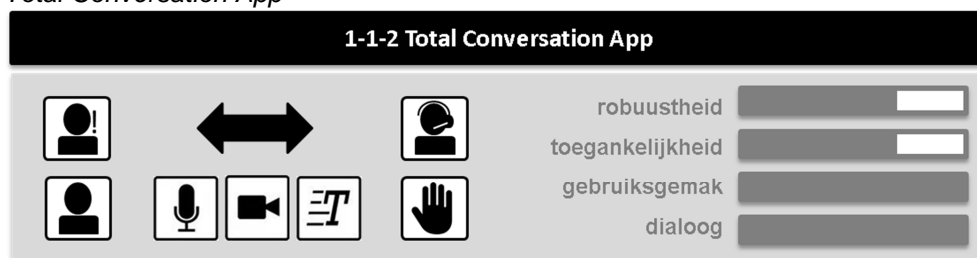 Total Conversation App
1-1-2 Total Conversation App
robuustheid
toegankelijkheid
gebruiksgemak
dialoog